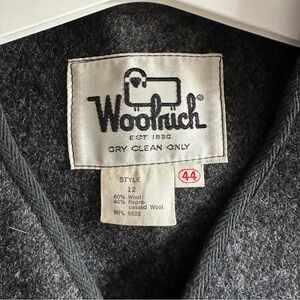 Woolrich®
EST. 1830
DRY CLEAN ONLY
STYLE
12
60% Wool
40% Repro-
cessed Wool
WPL 6635
44